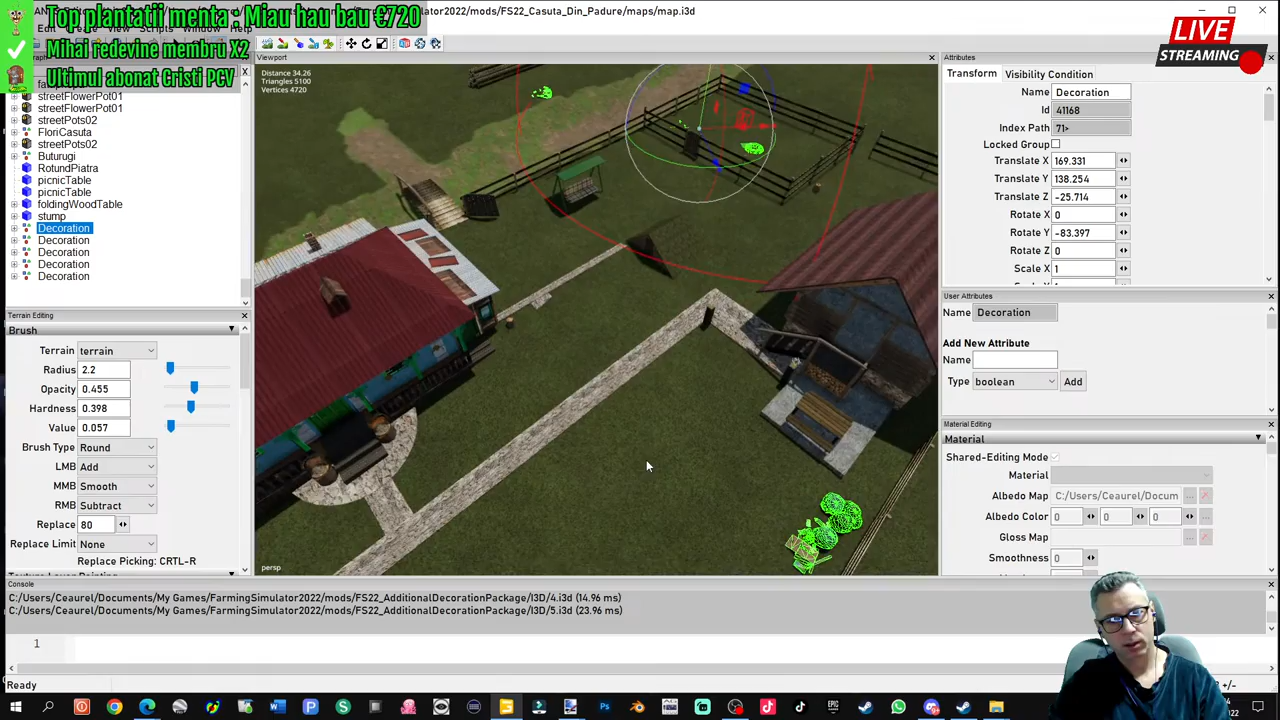 Top plantatii menta : Miau hau bau €720
Mihai redevine membru X2
Ultimul abonat Cristi PCV
ulator2022/mods/FS22_Casuta_Din_Padure/maps/map.i3d
LIVE
STREAMING
streetFlowerPot01
streetFlowerPot01
streetPots02
FloriCasuta
streetPots02
Buturugi
RotundPiatra
picnicTable
picnicTable
foldingWoodTable
stump
Decoration
Decoration
Decoration
Decoration
Decoration
Terrain Editing
Brush
Terrain terrain
Radius 2.2
Opacity 0.455
Hardness 0.398
Value 0.057
Brush Type Round
LMB Add
MMB Smooth
RMB Subtract
Replace 80
Replace Limit None
Replace Picking: CRTL-R
Viewport
Distance 34.26
Triangles 5100
Vertices 4720
persp
Attributes
Transform Visibility Condition
Name Decoration
Id 41168
Index Path 71>
Locked Group
Translate X 169.331
Translate Y 138.254
Translate Z -25.714
Rotate X 0
Rotate Y -83.397
Rotate Z 0
Scale X 1
User Attributes
Name Decoration
Add New Attribute
Name
Type boolean Add
Material Editing
Material
Shared-Editing Mode
Material
Albedo Map C:/Users/Ceaurel/Docum ...
Albedo Color 0 0 0 ...
Gloss Map ...
Smoothness 0
Console
C:/Users/Ceaurel/Documents/My Games/FarmingSimulator2022/mods/FS22_AdditionalDecorationPackage/I3D/4.i3d (14.96 ms)
C:/Users/Ceaurel/Documents/My Games/FarmingSimulator2022/mods/FS22_AdditionalDecorationPackage/I3D/5.i3d (23.96 ms)
1
Ready
+/-